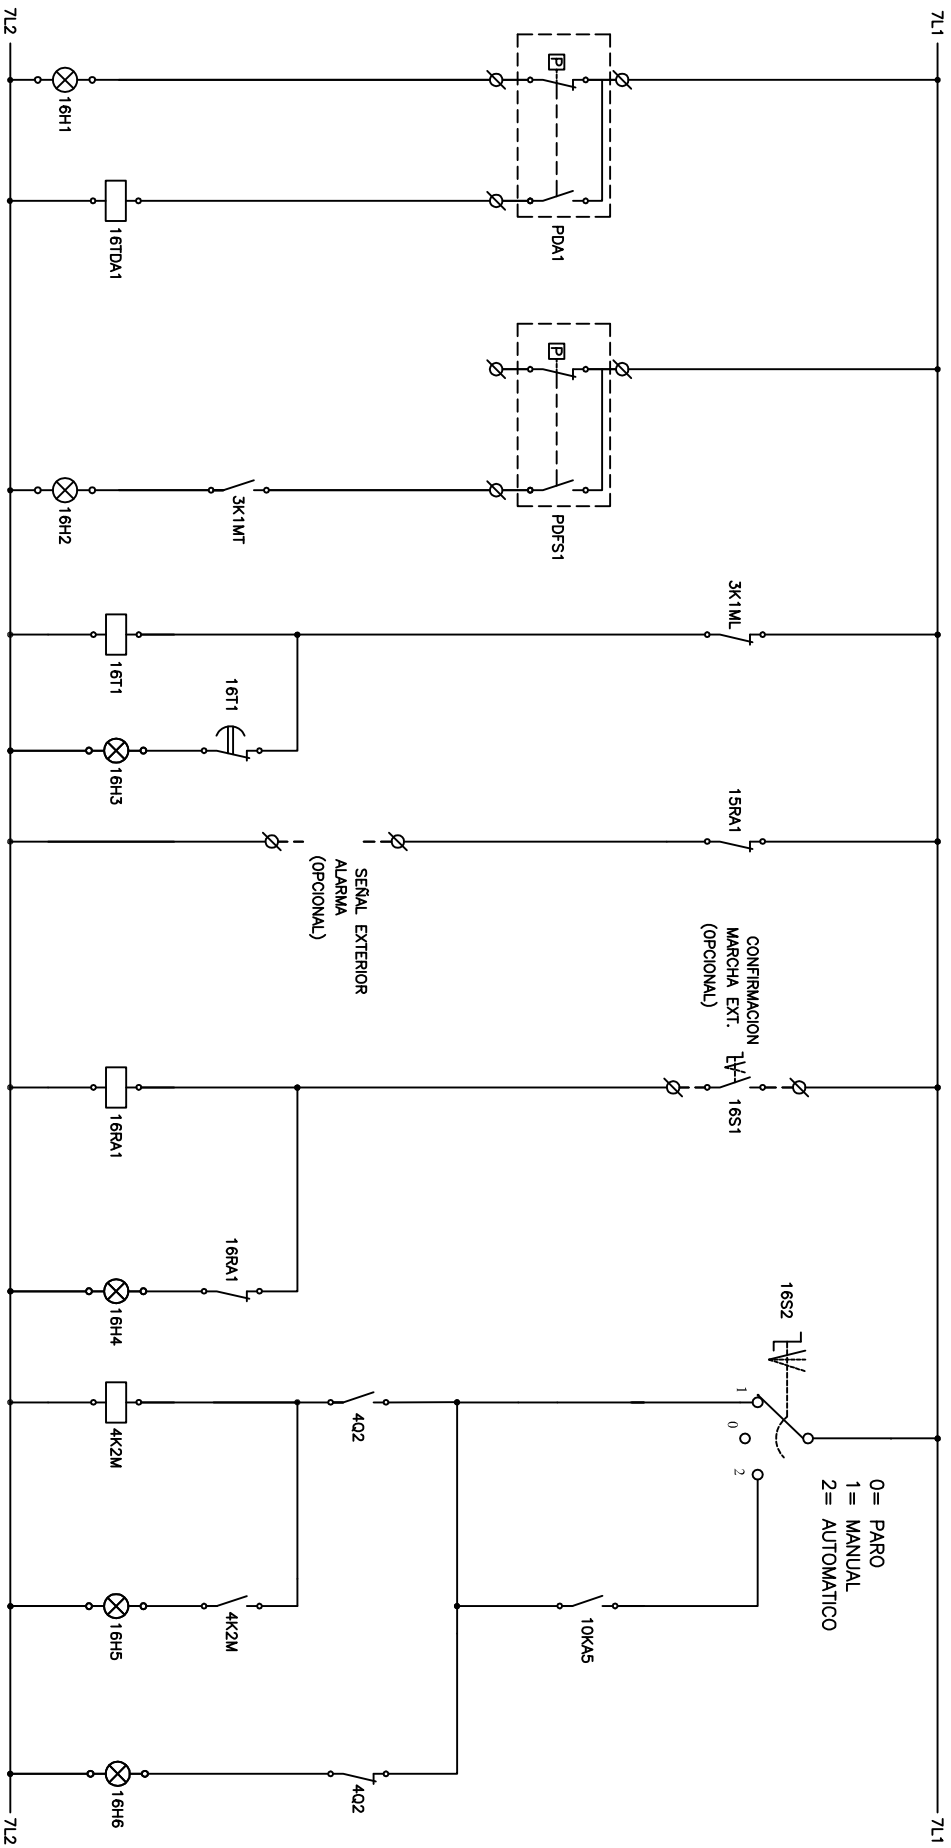 7L1
7L1
7L2
7L2
P
PDA1
16H1
16TDA1
P
PDFS1
3K1MT
16H2
3K1ML
16T1
16T1
16H3
15RA1
SEÑAL EXTERIOR
ALARMA
(OPCIONAL)
CONFIRMACION
MARCHA EXT.
(OPCIONAL)
16S1
16RA1
16RA1
16H4
16S2
1
0
2
0= PARO
1= MANUAL
2= AUTOMATICO
4Q2
4K2M
10KA5
4K2M
16H5
4Q2
16H6